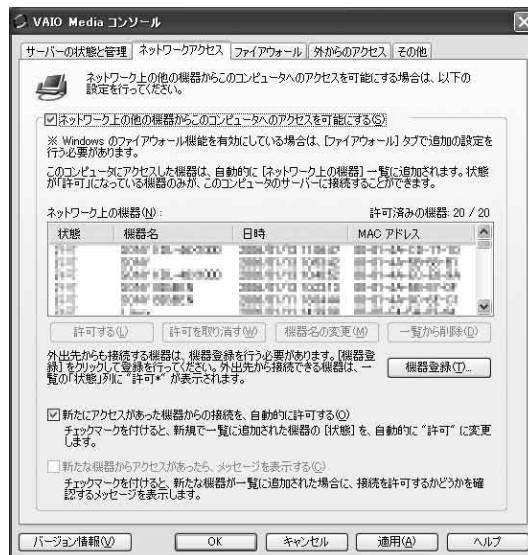 VAIO Media コンソール
サーバーの状態と管理 ネットワークアクセス ファイアウォール 外からのアクセス その他
ネットワーク上の他の機器からこのコンピュータへのアクセスを可能にする場合は、以下の
設定を行ってください。
ネットワーク上の他の機器からこのコンピュータへのアクセスを可能にする(S)
※ Windows のファイアウォール機能を有効にしている場合は、[ファイアウォール] タブで追加の設定を
行う必要があります。
このコンピュータにアクセスした機器は、自動的に [ネットワーク上の機器] 一覧に追加されます。状態
が「許可」になっている機器のみが、このコンピュータのサーバーに接続することができます。
ネットワーク上の機器(N): 許可済みの機器: 20 / 20
状態 機器名 日時 MAC アドレス
許可する(L) 許可を取り消す(W) 機器名の変更(M) 一覧から削除(D)
外出先からも接続する機器は、機器登録を行う必要があります。[機器登
録] をクリックして登録を行ってください。外出先から接続できる機器は、一
覧の「状態」列に "許可*" が表示されます。
機器登録(T)...
新たにアクセスがあった機器からの接続を、自動的に許可する(O)
チェックマークを付けると、新規で一覧に追加された機器の [状態] を、自動的に "許可" に変更
します。
新たな機器からアクセスがあったら、メッセージを表示する(G)
チェックマークを付けると、新たな機器が一覧に追加された場合に、接続を許可するかどうかを確
認するメッセージを表示します。
バージョン情報(V) OK キャンセル 適用(A) ヘルプ